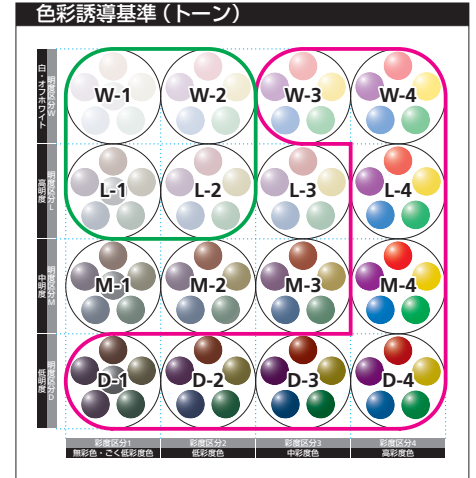 色彩誘導基準（トーン）
白・オフホワイト
明度区分W
W-1
W-2
W-3
W-4
高明度
明度区分L
L-1
L-2
L-3
L-4
中明度
明度区分M
M-1
M-2
M-3
M-4
低明度
明度区分D
D-1
D-2
D-3
D-4
彩度区分1
彩度区分2
彩度区分3
彩度区分4
無彩色・ごく低彩度色
低彩度色
中彩度色
高彩度色